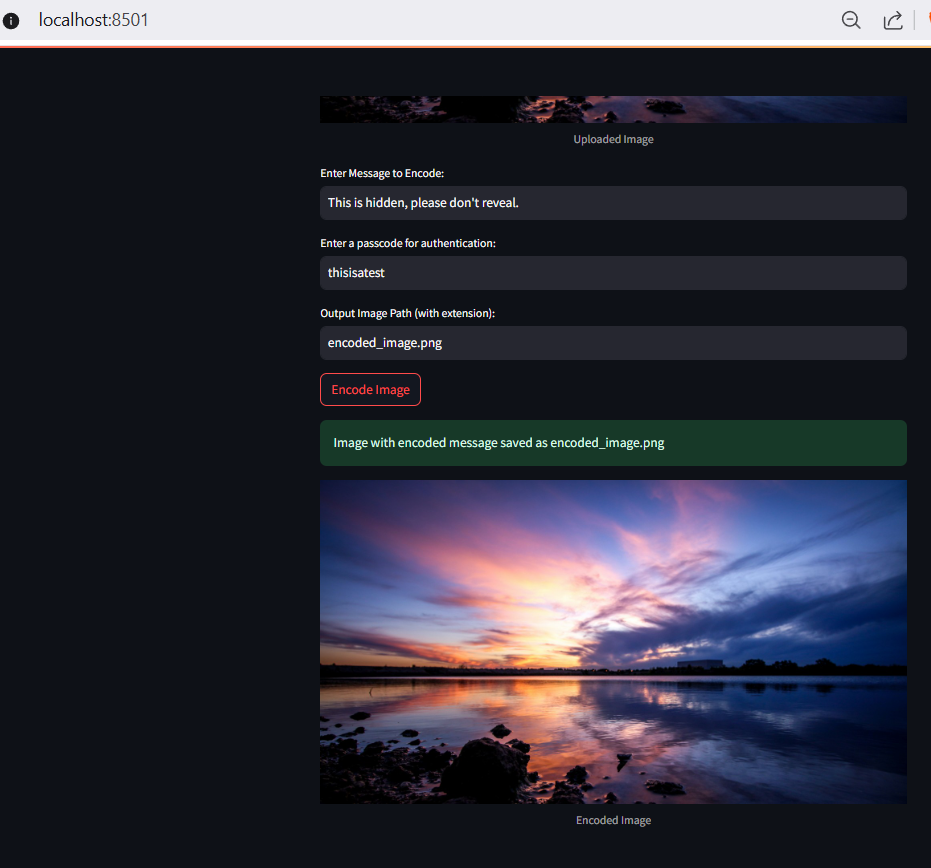 localhost:8501
Uploaded Image
Enter Message to Encode:
This is hidden, please don't reveal.
Enter a passcode for authentication:
thisisatest
Output Image Path (with extension):
encoded_image.png
Encode Image
Image with encoded message saved as encoded_image.png
Encoded Image